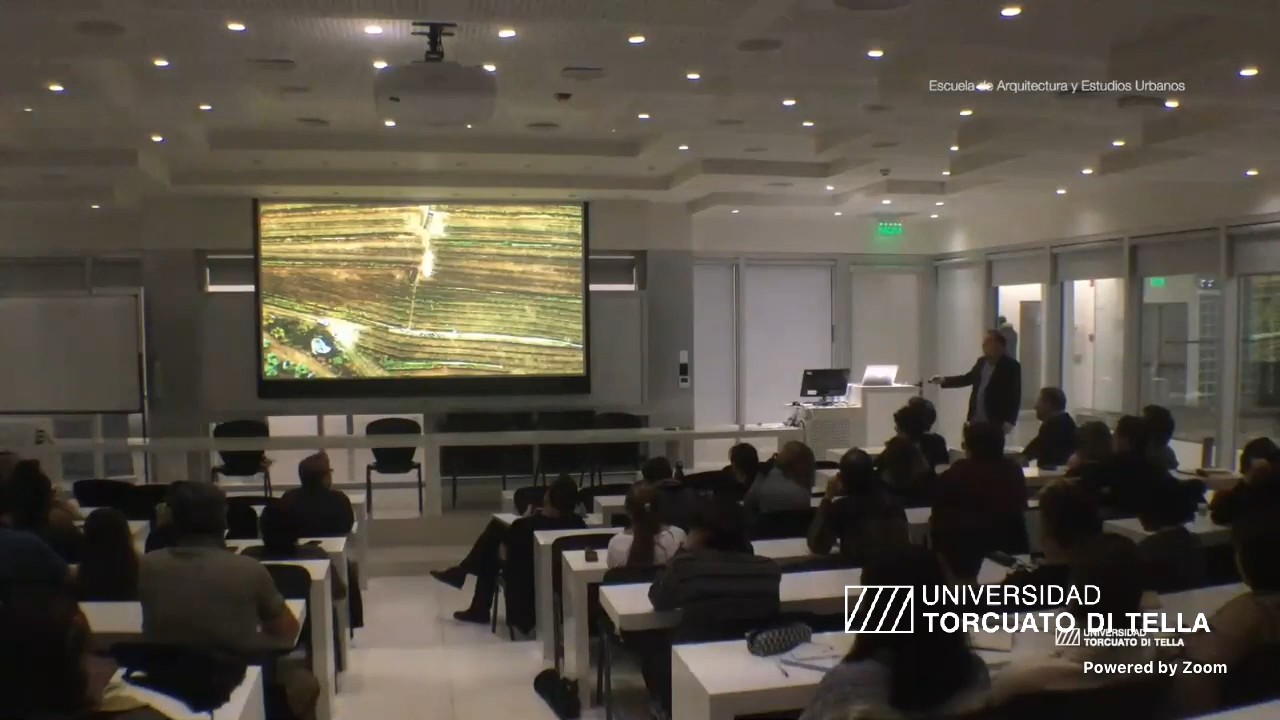 Escuela de Arquitectura y Estudios Urbanos
UNIVERSIDAD
TORCUATO DI TELLA
UNIVERSIDAD
TORCUATO DI TELLA
Powered by Zoom